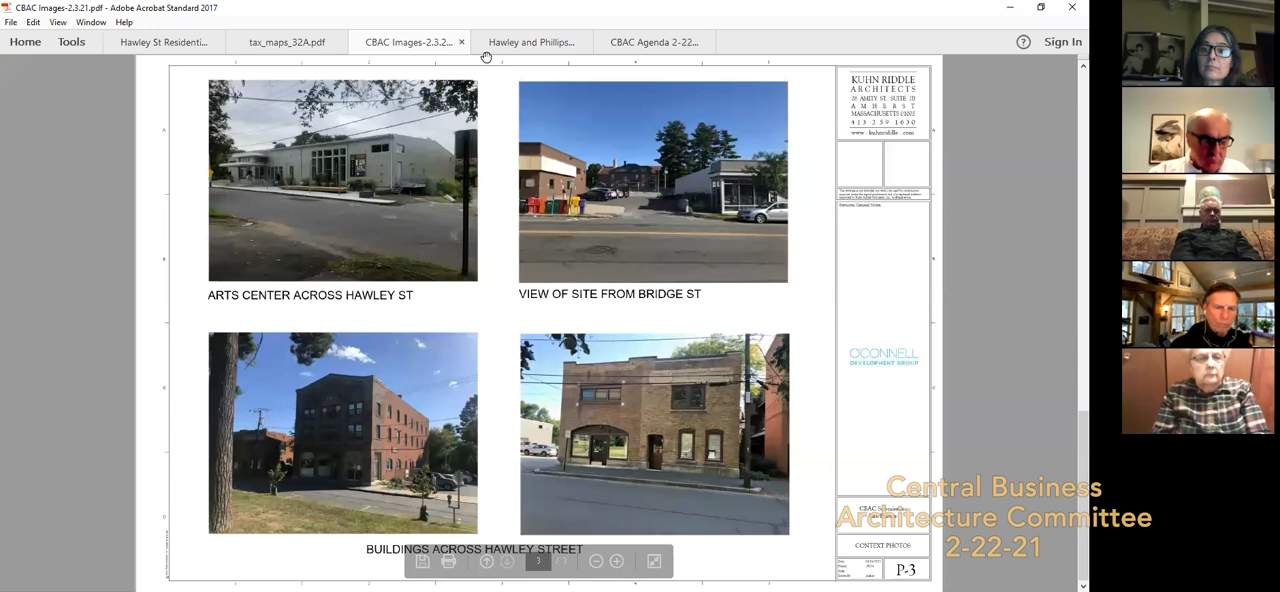 CBAC Images-2.3.21.pdf - Adobe Acrobat Standard 2017
File Edit View Window Help
Home Tools Hawley St Residenti... tax_maps_32A.pdf CBAC Images-2.3.2... × Hawley and Phillips... CBAC Agenda 2-22... Sign In
KUHN RIDDLE
ARCHITECTS
28 AMITY ST. SUITE 2B
AMHERST
MASSACHUSETTS 01002
413 259 1630
www.kuhnriddle.com
ARTS CENTER ACROSS HAWLEY ST
VIEW OF SITE FROM BRIDGE ST
OCONNELL
DEVELOPMENT GROUP
BUILDINGS ACROSS HAWLEY STREET
CONTEXT PHOTOS
P-3
3 / 3
Central Business
Architecture Committee
2-22-21